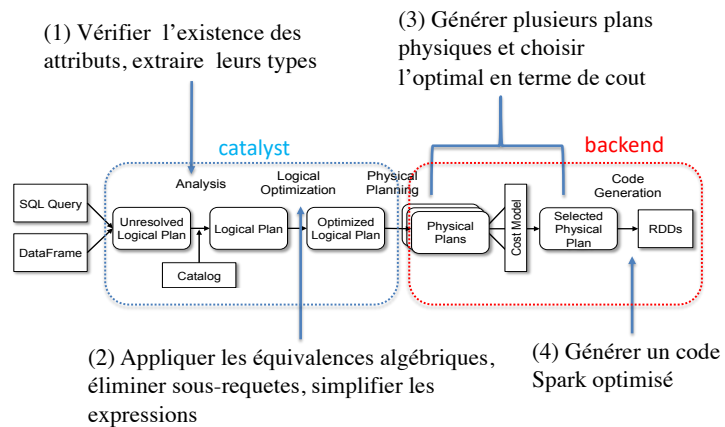 (1) Vérifier l'existence des
attributs, extraire leurs types
(3) Générer plusieurs plans
physiques et choisir
l'optimal en terme de cout
catalyst
backend
Analysis
Logical
Optimization
Physical
Planning
Code
Generation
SQL Query
DataFrame
Unresolved
Logical Plan
Logical Plan
Optimized
Logical Plan
Physical
Plans
Cost Model
Selected
Physical
Plan
RDDs
Catalog
(2) Appliquer les équivalences algébriques,
éliminer sous-requetes, simplifier les
expressions
(4) Générer un code
Spark optimisé